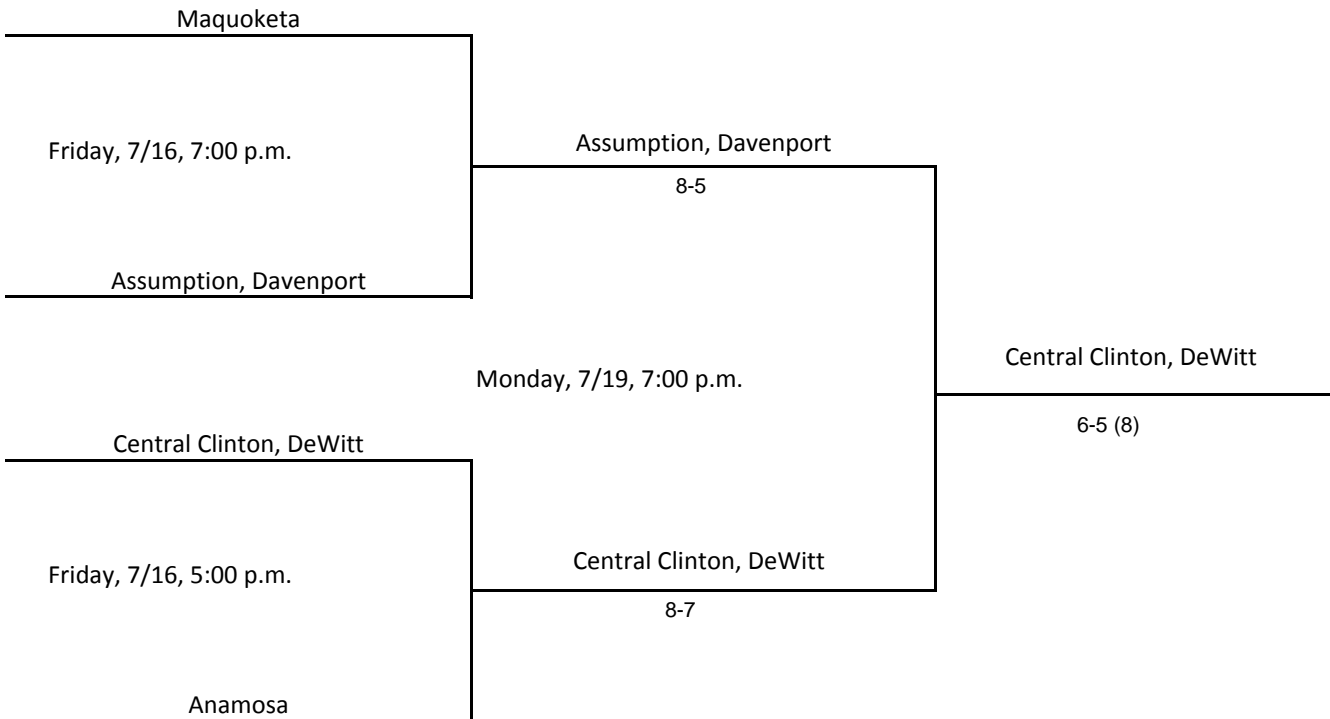 Maquoketa
Friday, 7/16, 7:00 p.m.
Assumption, Davenport
8-5
Assumption, Davenport
Monday, 7/19, 7:00 p.m.
Central Clinton, DeWitt
6-5 (8)
Central Clinton, DeWitt
Friday, 7/16, 5:00 p.m.
Central Clinton, DeWitt
8-7
Anamosa